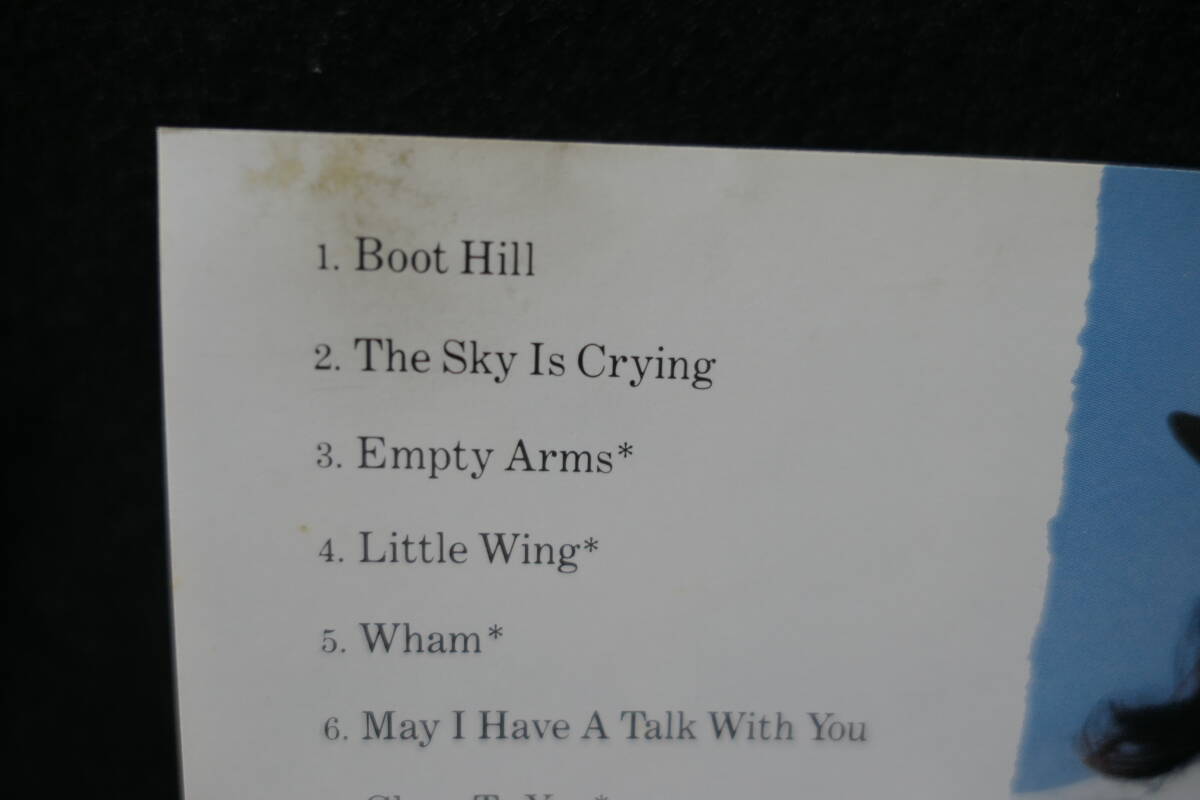 1. Boot Hill
2. The Sky Is Crying
3. Empty Arms*
4. Little Wing*
5. Wham*
6. May I Have A Talk With You